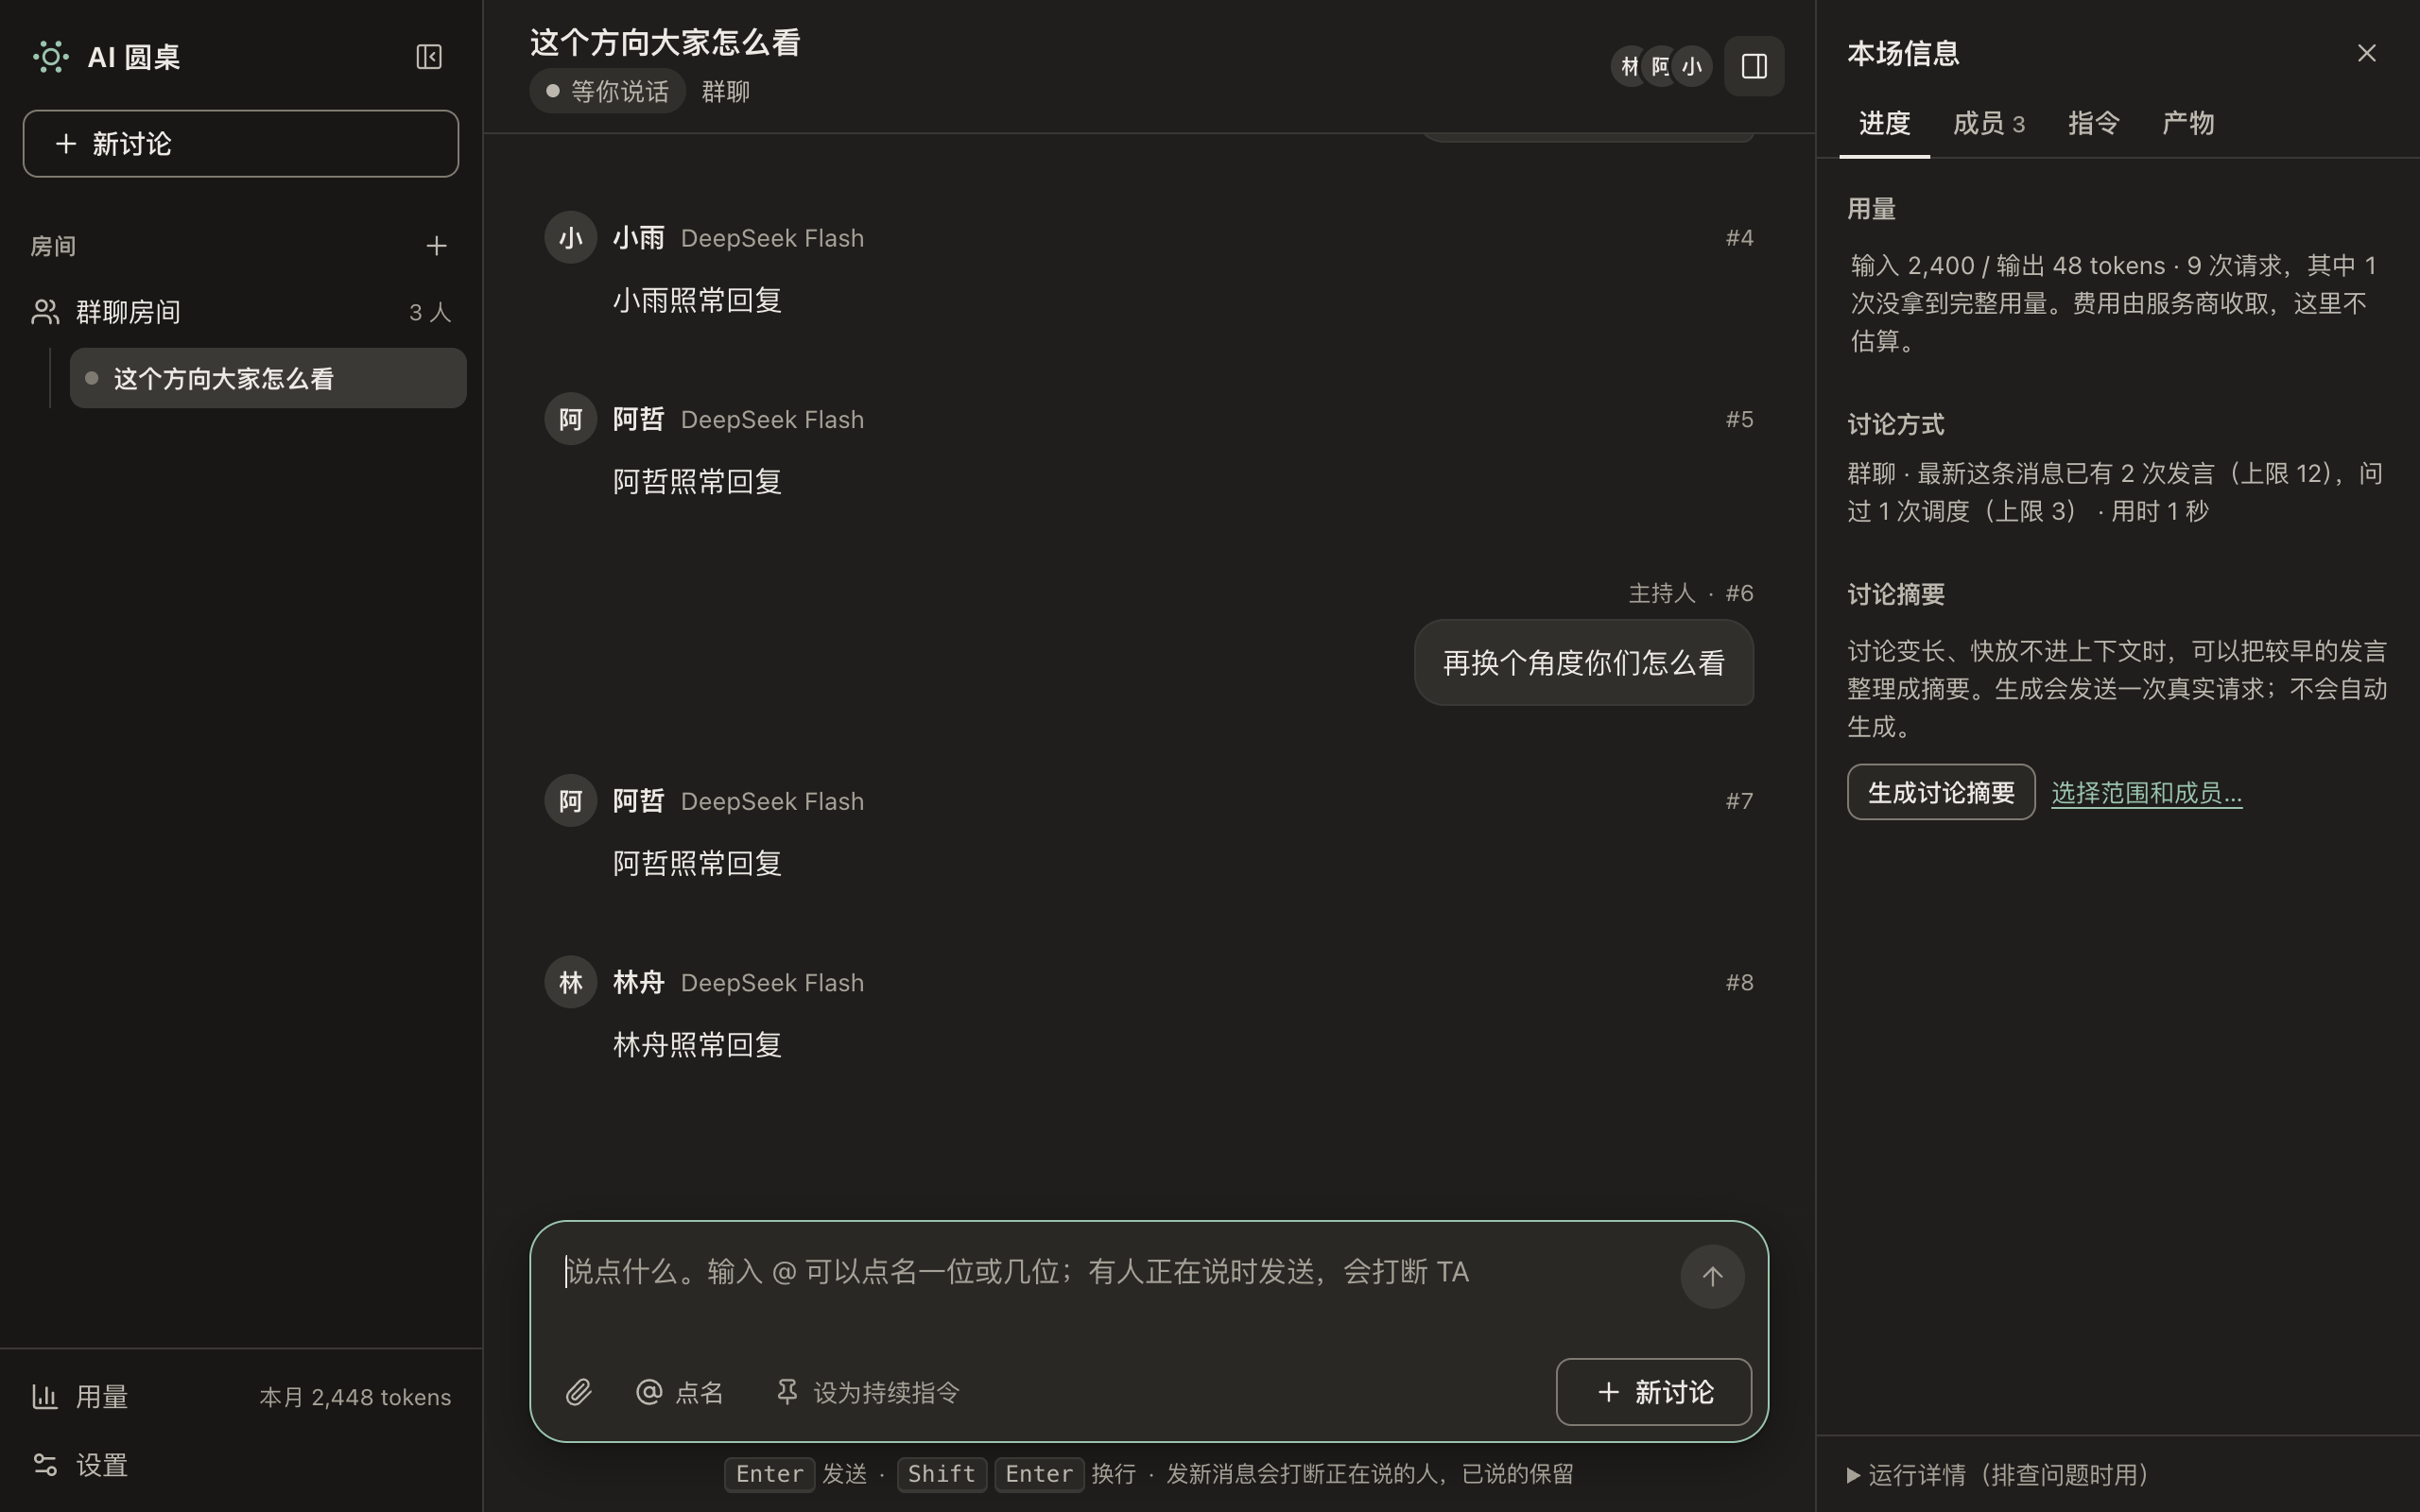 AI 圆桌
新讨论
房间
群聊房间 3 人
这个方向大家怎么看
用量 本月 2,448 tokens
设置
这个方向大家怎么看
等你说话 群聊
林 阿 小
小 小雨 DeepSeek Flash #4
小雨照常回复
阿 阿哲 DeepSeek Flash #5
阿哲照常回复
主持人 · #6
再换个角度你们怎么看
阿 阿哲 DeepSeek Flash #7
阿哲照常回复
林 林舟 DeepSeek Flash #8
林舟照常回复
说点什么。输入 @ 可以点名一位或几位；有人正在说时发送，会打断 TA
点名 设为持续指令 新讨论
Enter 发送 · Shift Enter 换行 · 发新消息会打断正在说的人，已说的保留
本场信息
进度 成员 3 指令 产物
用量
输入 2,400 / 输出 48 tokens · 9 次请求，其中 1
次没拿到完整用量。费用由服务商收取，这里不
估算。
讨论方式
群聊 · 最新这条消息已有 2 次发言（上限 12），问
过 1 次调度（上限 3） · 用时 1 秒
讨论摘要
讨论变长、快放不进上下文时，可以把较早的发言
整理成摘要。生成会发送一次真实请求；不会自动
生成。
生成讨论摘要 选择范围和成员…
运行详情（排查问题时用）